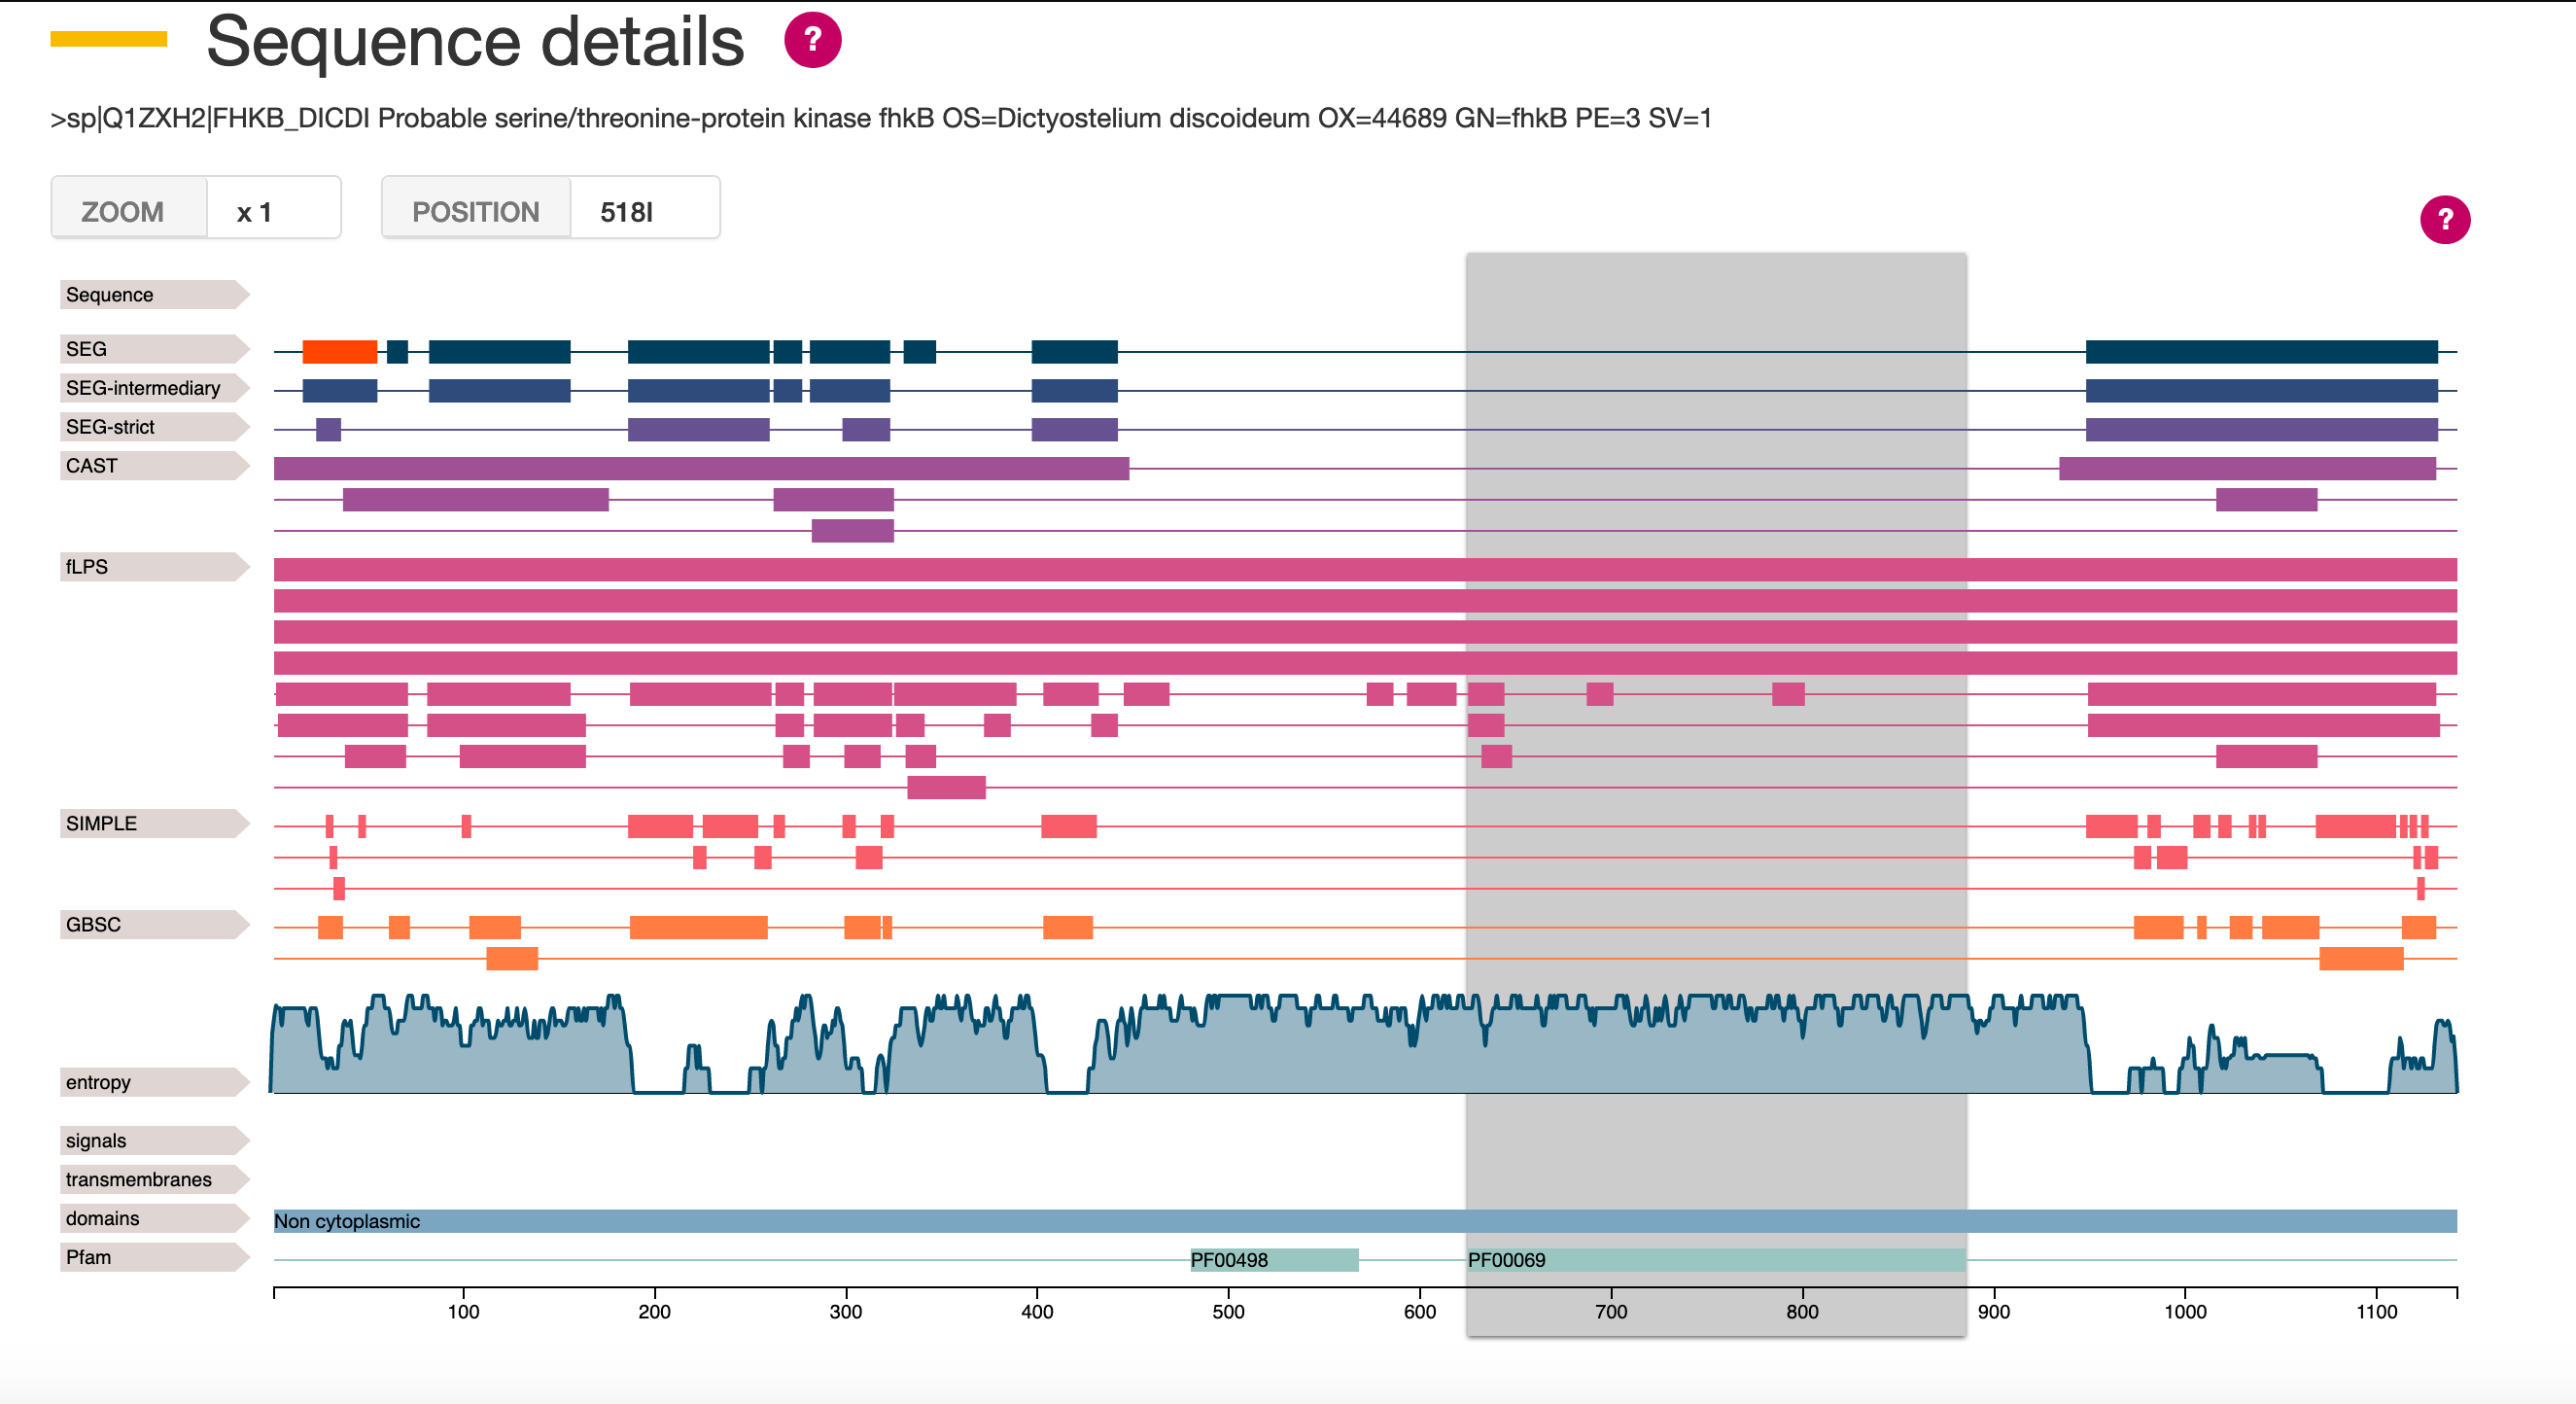 Sequence details ?
>sp|Q1ZXH2|FHKB_DICDI Probable serine/threonine-protein kinase fhkB OS=Dictyostelium discoideum OX=44689 GN=fhkB PE=3 SV=1
ZOOM x 1 POSITION 518I
?
Sequence
SEG
SEG-intermediary
SEG-strict
CAST
fLPS
SIMPLE
GBSC
entropy
signals
transmembranes
domains Non cytoplasmic
Pfam PF00498 PF00069
100 200 300 400 500 600 700 800 900 1000 1100